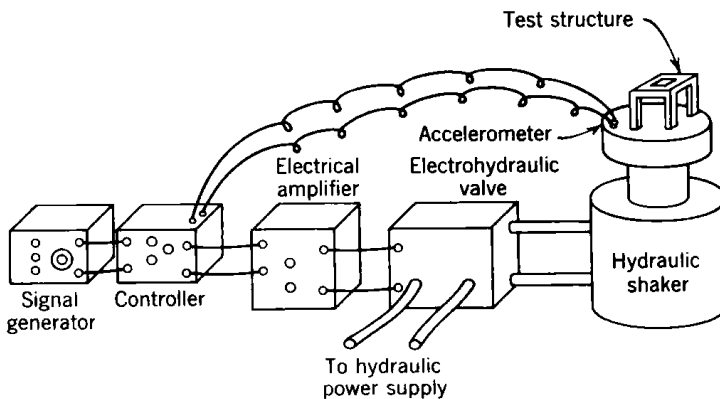 Test structure
Accelerometer
Electrical
amplifier
Electrohydraulic
valve
Signal
generator
Controller
Hydraulic
shaker
To hydraulic
power supply